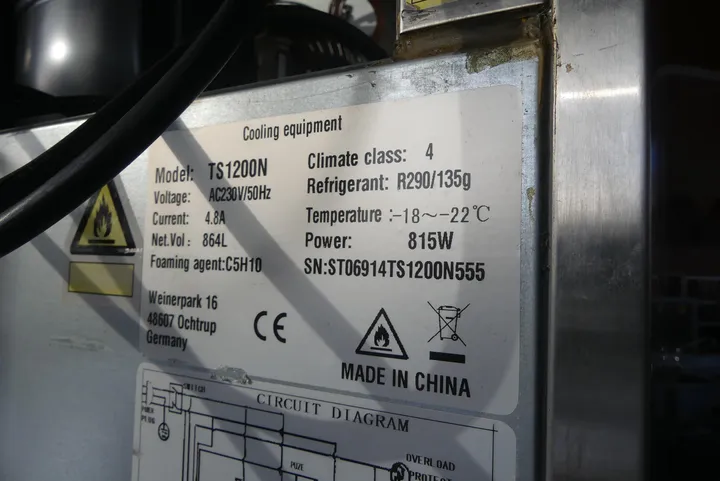 Cooling equipment
Model: TS1200N
Voltage: AC230V/50Hz
Current: 4.8A
Net.Vol: 864L
Foaming agent:C5H10
Climate class: 4
Refrigerant: R290/135g
Temperature :-18～-22℃
Power: 815W
SN:ST06914TS1200N555
Weinerpark 16
48607 Ochtrup
Germany
CE
MADE IN CHINA
CIRCUIT DIAGRAM
OVERLOAD